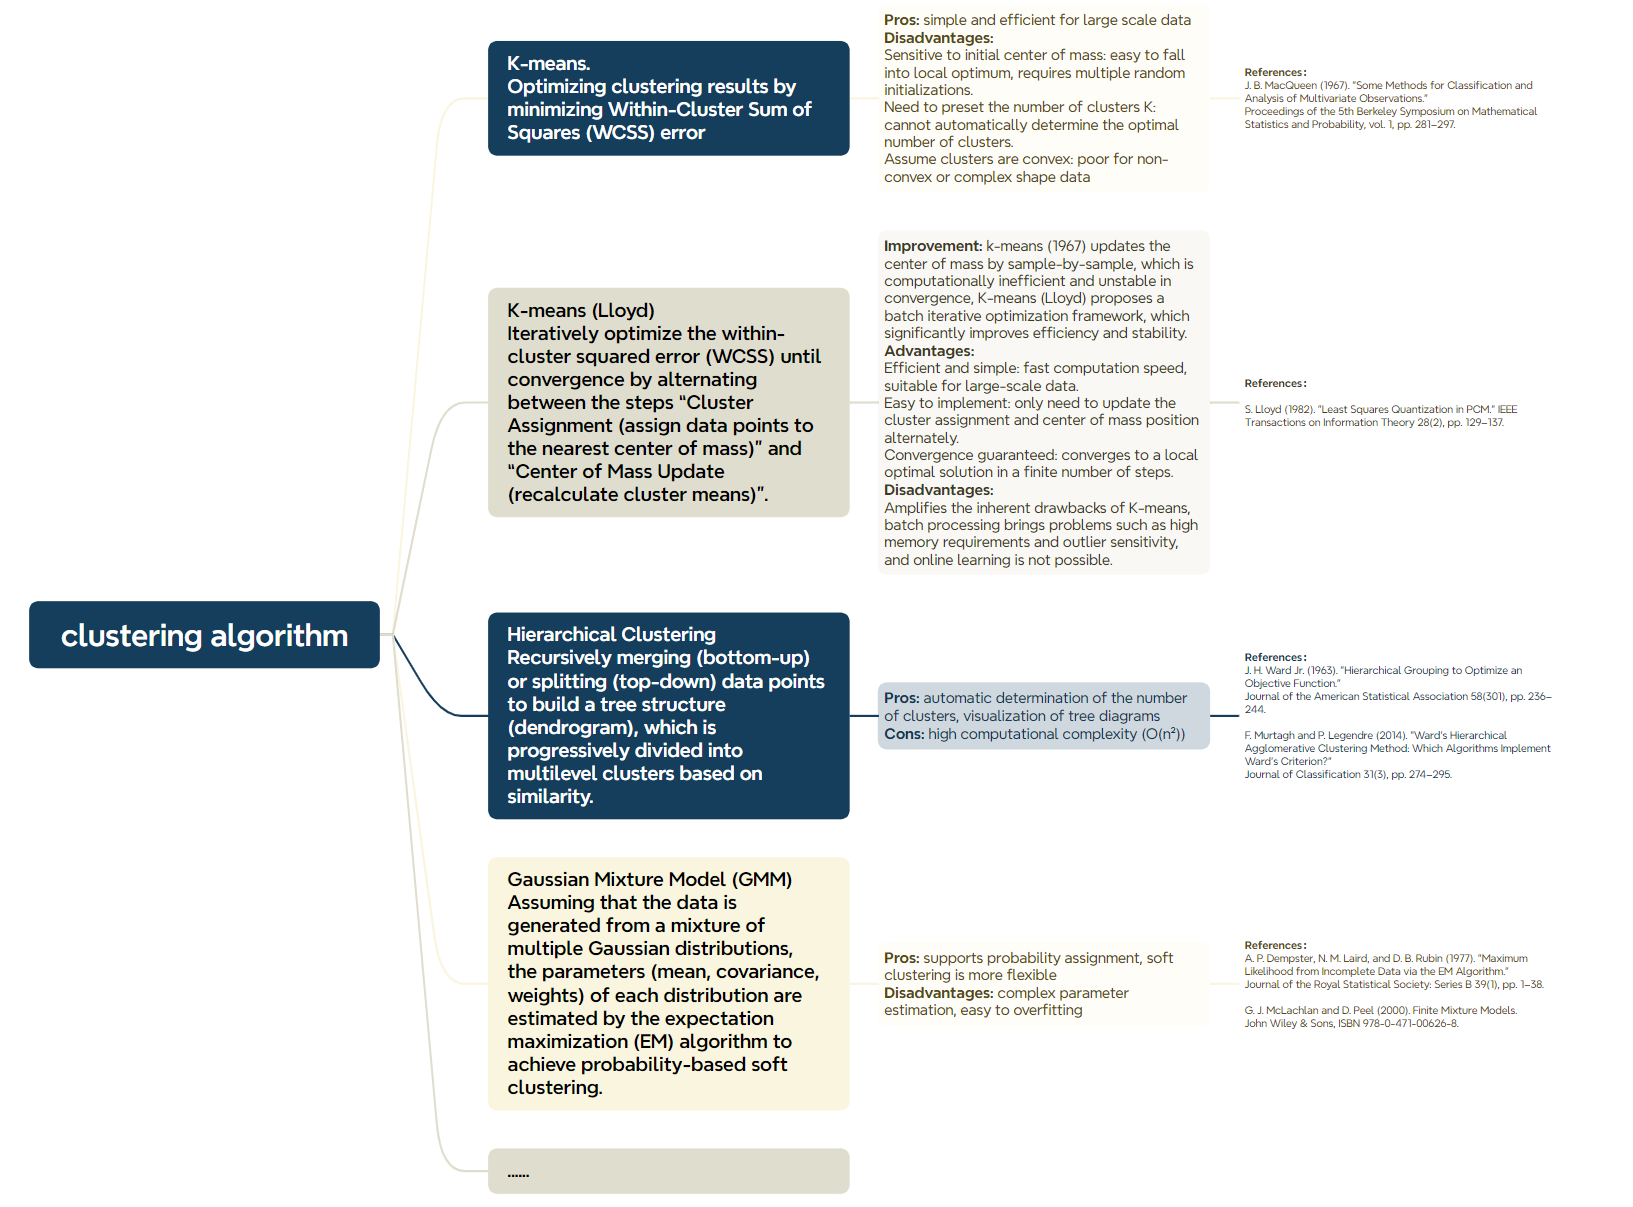 clustering algorithm
K-means.
Optimizing clustering results by
minimizing Within-Cluster Sum of
Squares (WCSS) error
Pros: simple and efficient for large scale data
Disadvantages:
Sensitive to initial center of mass: easy to fall
into local optimum, requires multiple random
initializations.
Need to preset the number of clusters K:
cannot automatically determine the optimal
number of clusters.
Assume clusters are convex: poor for non-
convex or complex shape data
References:
J. B. MacQueen (1967). "Some Methods for Classification and
Analysis of Multivariate Observations."
Proceedings of the 5th Berkeley Symposium on Mathematical
Statistics and Probability, vol. 1, pp. 281–297.
K-means (Lloyd)
Iteratively optimize the within-
cluster squared error (WCSS) until
convergence by alternating
between the steps “Cluster
Assignment (assign data points to
the nearest center of mass)” and
“Center of Mass Update
(recalculate cluster means)”.
Improvement: k-means (1967) updates the
center of mass by sample-by-sample, which is
computationally inefficient and unstable in
convergence, K-means (Lloyd) proposes a
batch iterative optimization framework, which
significantly improves efficiency and stability.
Advantages:
Efficient and simple: fast computation speed,
suitable for large-scale data.
Easy to implement: only need to update the
cluster assignment and center of mass position
alternately.
Convergence guaranteed: converges to a local
optimal solution in a finite number of steps.
Disadvantages:
Amplifies the inherent drawbacks of K-means,
batch processing brings problems such as high
memory requirements and outlier sensitivity,
and online learning is not possible.
References:
S. Lloyd (1982). "Least Squares Quantization in PCM." IEEE
Transactions on Information Theory 28(2), pp. 129–137.
Hierarchical Clustering
Recursively merging (bottom-up)
or splitting (top-down) data points
to build a tree structure
(dendrogram), which is
progressively divided into
multilevel clusters based on
similarity.
Pros: automatic determination of the number
of clusters, visualization of tree diagrams
Cons: high computational complexity (O(n²))
References:
J. H. Ward Jr. (1963). "Hierarchical Grouping to Optimize an
Objective Function."
Journal of the American Statistical Association 58(301), pp. 236–
244.
F. Murtagh and P. Legendre (2014). "Ward's Hierarchical
Agglomerative Clustering Method: Which Algorithms Implement
Ward's Criterion?"
Journal of Classification 31(3), pp. 274–295.
Gaussian Mixture Model (GMM)
Assuming that the data is
generated from a mixture of
multiple Gaussian distributions,
the parameters (mean, covariance,
weights) of each distribution are
estimated by the expectation
maximization (EM) algorithm to
achieve probability-based soft
clustering.
Pros: supports probability assignment, soft
clustering is more flexible
Disadvantages: complex parameter
estimation, easy to overfitting
References:
A. P. Dempster, N. M. Laird, and D. B. Rubin (1977). "Maximum
Likelihood from Incomplete Data via the EM Algorithm."
Journal of the Royal Statistical Society: Series B 39(1), pp. 1–38.
G. J. McLachlan and D. Peel (2000). Finite Mixture Models.
John Wiley & Sons, ISBN 978-0-471-00626-8.
......